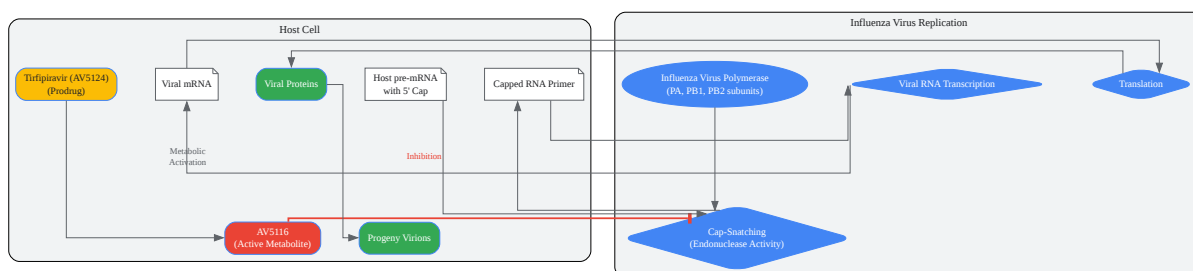 Host Cell
Influenza Virus Replication
Tirfipiravir (AV5124)
(Prodrug)
Viral mRNA
Viral Proteins
Host pre-mRNA
with 5' Cap
Capped RNA Primer
Influenza Virus Polymerase
(PA, PB1, PB2 subunits)
Viral RNA Transcription
Translation
Metabolic
Activation
Inhibition
AV5116
(Active Metabolite)
Progeny Virions
Cap-Snatching
(Endonuclease Activity)